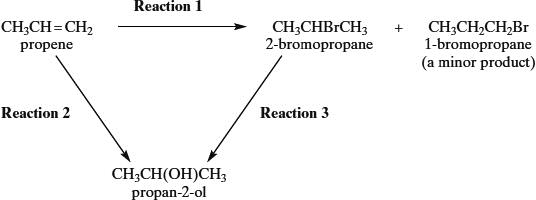 Reaction 1
CH₃CH=CH₂ CH₃CHBrCH₃ + CH₃CH₂CH₂Br
propene 2-bromopropane 1-bromopropane
(a minor product)
Reaction 2 Reaction 3
CH₃CH(OH)CH₃
propan-2-ol